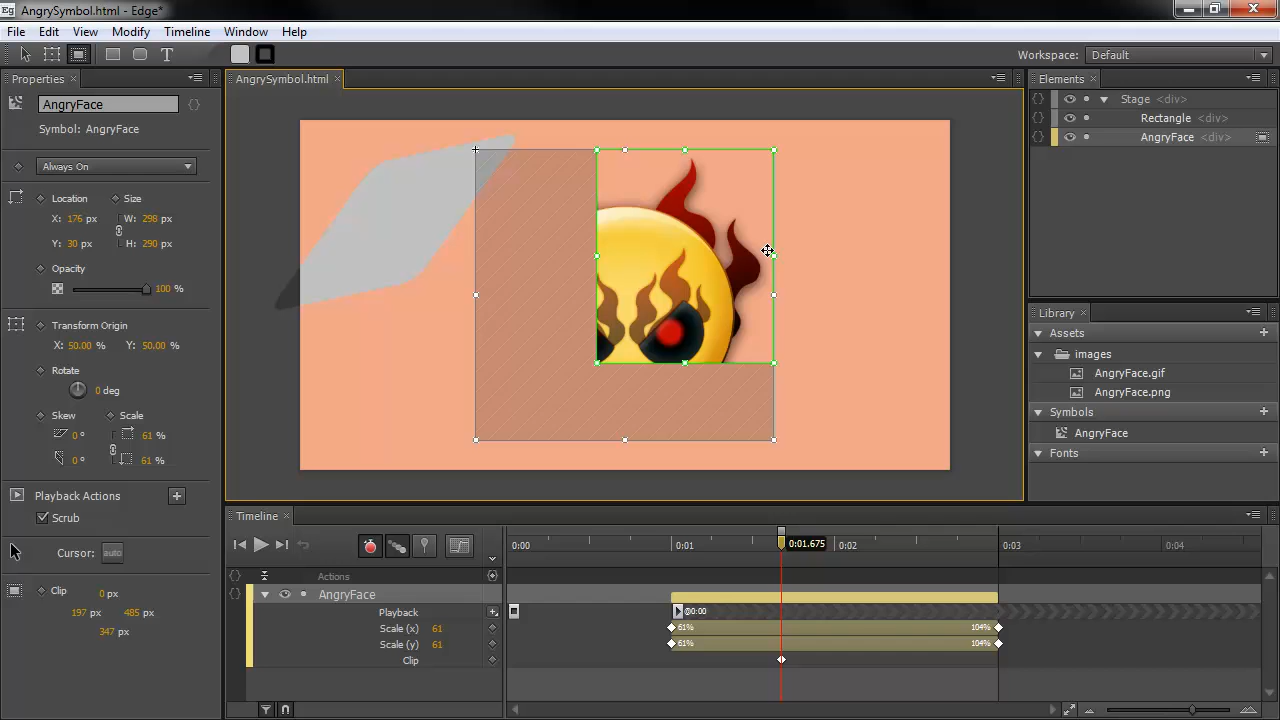 Eg AngrySymbol.html - Edge*
File Edit View Modify Timeline Window Help
T Workspace: Default
Properties × AngrySymbol.html × Elements ×
AngryFace {}
Symbol: AngryFace
Always On
Location Size
X: 176 px W: 298 px
Y: 30 px H: 290 px
Opacity
100 %
Transform Origin
X: 50.00 % Y: 50.00 %
Rotate
0 deg
Skew Scale
0 ° 61 %
0 ° 61 %
Playback Actions +
Scrub
Cursor: auto
Clip 0 px
197 px 485 px
347 px
{} Stage <div>
{} Rectangle <div>
{} AngryFace <div>
Library ×
Assets +
images
AngryFace.gif
AngryFace.png
Symbols +
AngryFace
Fonts +
Timeline ×
0:00 0:01 0:01.675 0:02 0:03 0:04
{} Actions
{} AngryFace
Playback @0:00
Scale (x) 61 61% 104%
Scale (y) 61 61% 104%
Clip